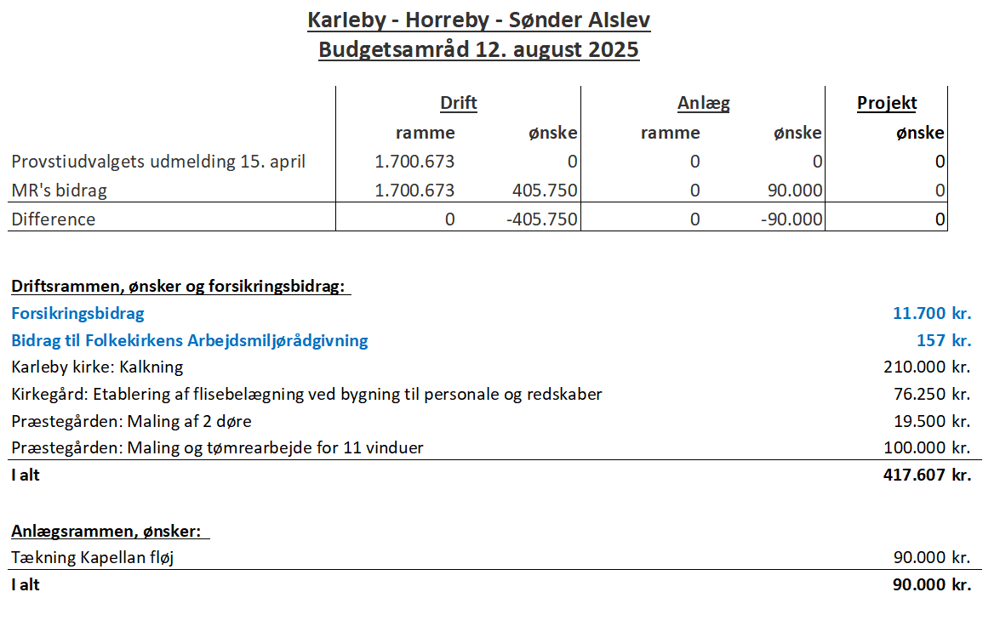 Karleby - Horreby - Sønder Alslev
Budgetsamråd 12. august 2025
Drift Anlæg Projekt
ramme ønske ramme ønske ønske
Provstiudvalgets udmelding 15. april 1.700.673 0 0 0 0
MR's bidrag 1.700.673 405.750 0 90.000 0
Difference 0 -405.750 0 -90.000 0
Driftsrammen, ønsker og forsikringsbidrag:
Forsikringsbidrag 11.700 kr.
Bidrag til Folkekirkens Arbejdsmiljørådgivning 157 kr.
Karleby kirke: Kalkning 210.000 kr.
Kirkegård: Etablering af flisebelægning ved bygning til personale og redskaber 76.250 kr.
Præstegården: Maling af 2 døre 19.500 kr.
Præstegården: Maling og tømrearbejde for 11 vinduer 100.000 kr.
I alt 417.607 kr.
Anlægsrammen, ønsker:
Tækning Kapellan fløj 90.000 kr.
I alt 90.000 kr.